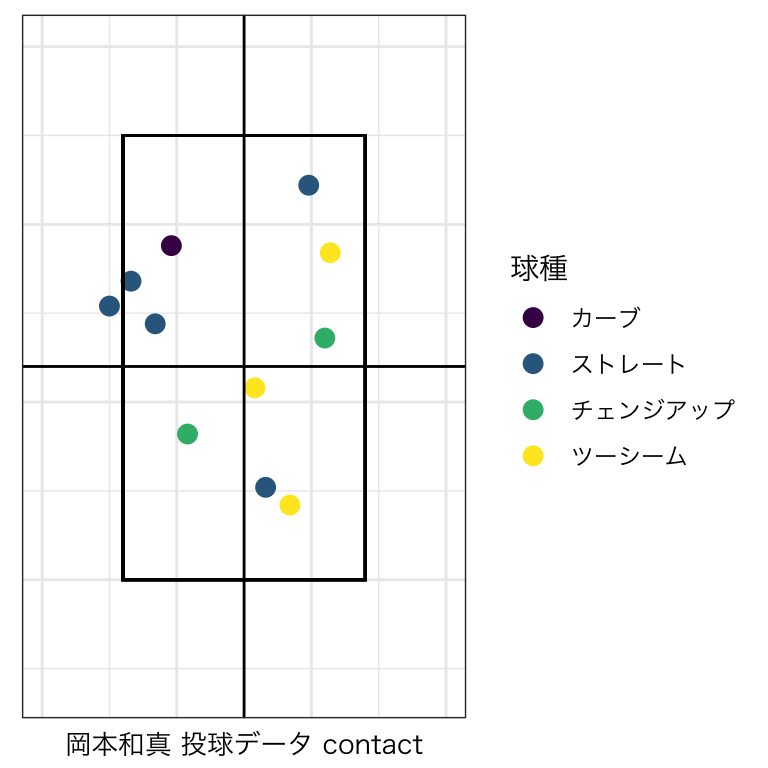 球種
カーブ
ストレート
チェンジアップ
ツーシーム
岡本和真 投球データ contact